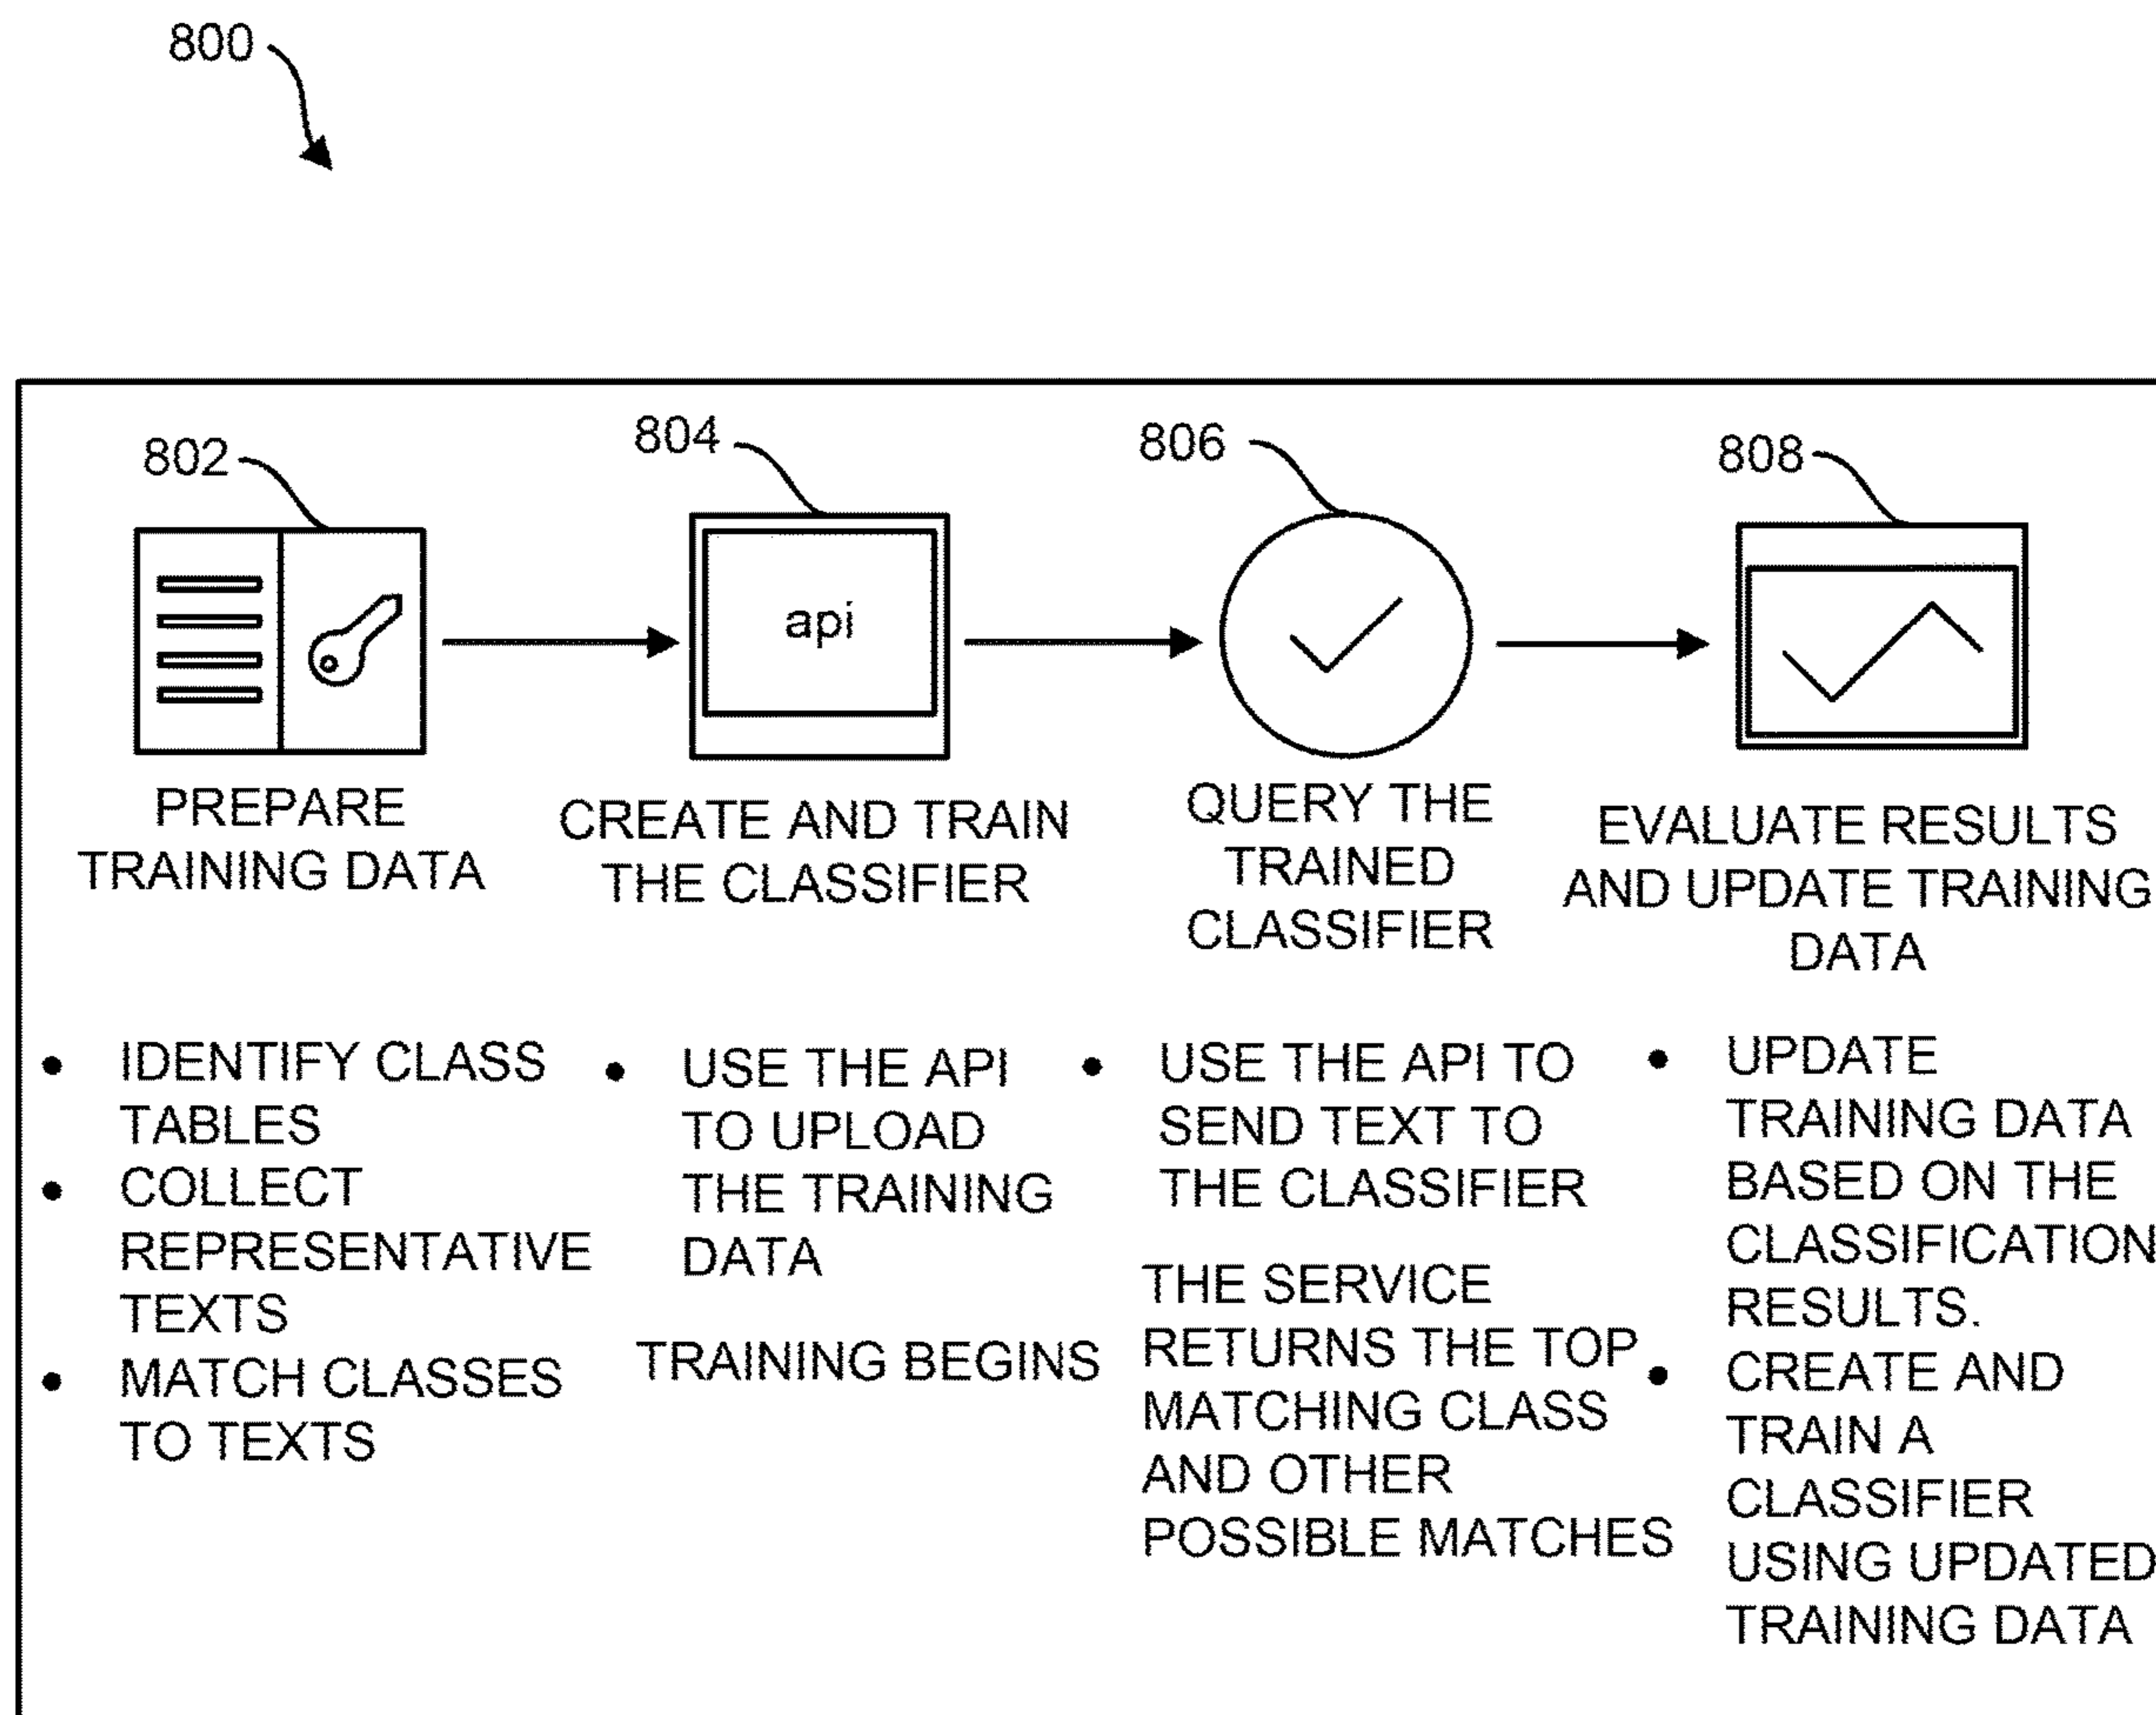 800
802
804
806
808
api
PREPARE
TRAINING DATA
CREATE AND TRAIN
THE CLASSIFIER
QUERY THE
TRAINED
CLASSIFIER
EVALUATE RESULTS
AND UPDATE TRAINING
DATA
• IDENTIFY CLASS
TABLES
• COLLECT
REPRESENTATIVE
TEXTS
• MATCH CLASSES
TO TEXTS
• USE THE API
TO UPLOAD
THE TRAINING
DATA
TRAINING BEGINS
• USE THE API TO
SEND TEXT TO
THE CLASSIFIER
THE SERVICE
RETURNS THE TOP
MATCHING CLASS
AND OTHER
POSSIBLE MATCHES
• UPDATE
TRAINING DATA
BASED ON THE
CLASSIFICATION
RESULTS.
• CREATE AND
TRAIN A
CLASSIFIER
USING UPDATED
TRAINING DATA